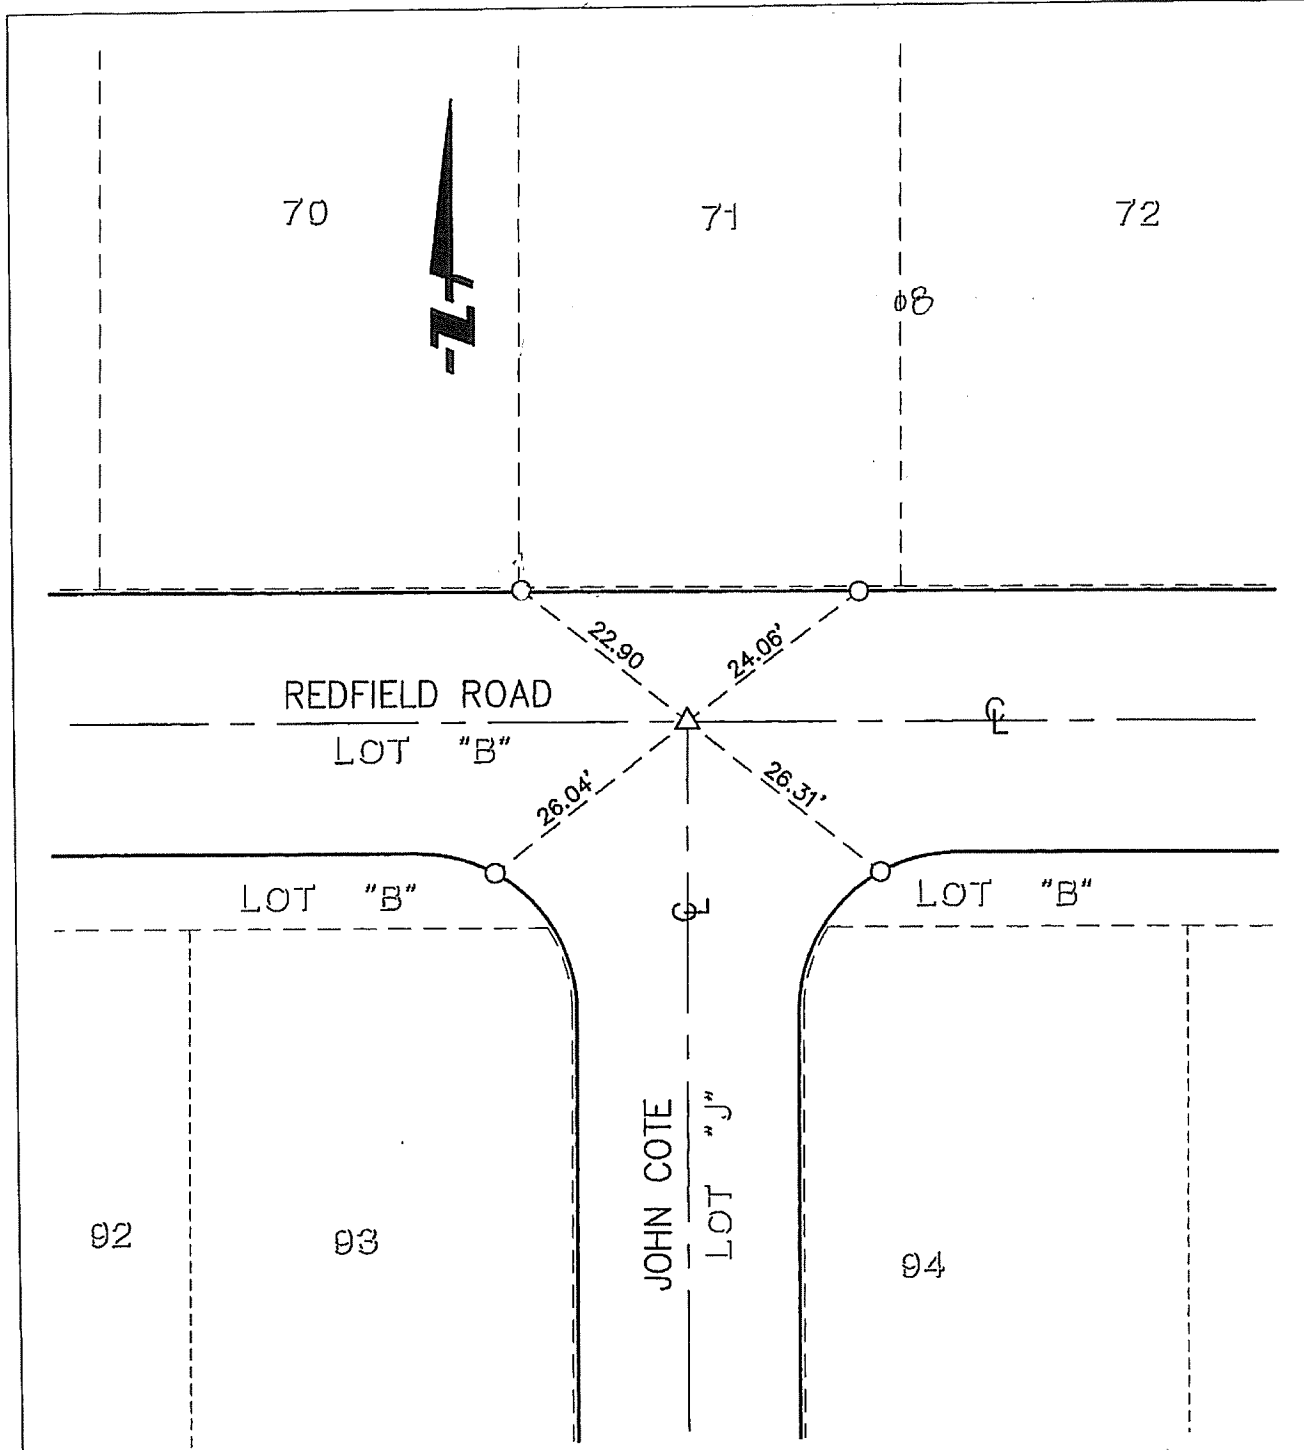 70
71
72
08
N
22.90
24.06'
REDFIELD ROAD
LOT "B"
26.04'
26.31'
LOT "B"
LOT "B"
JOHN COTE
LOT "J"
92
93
94